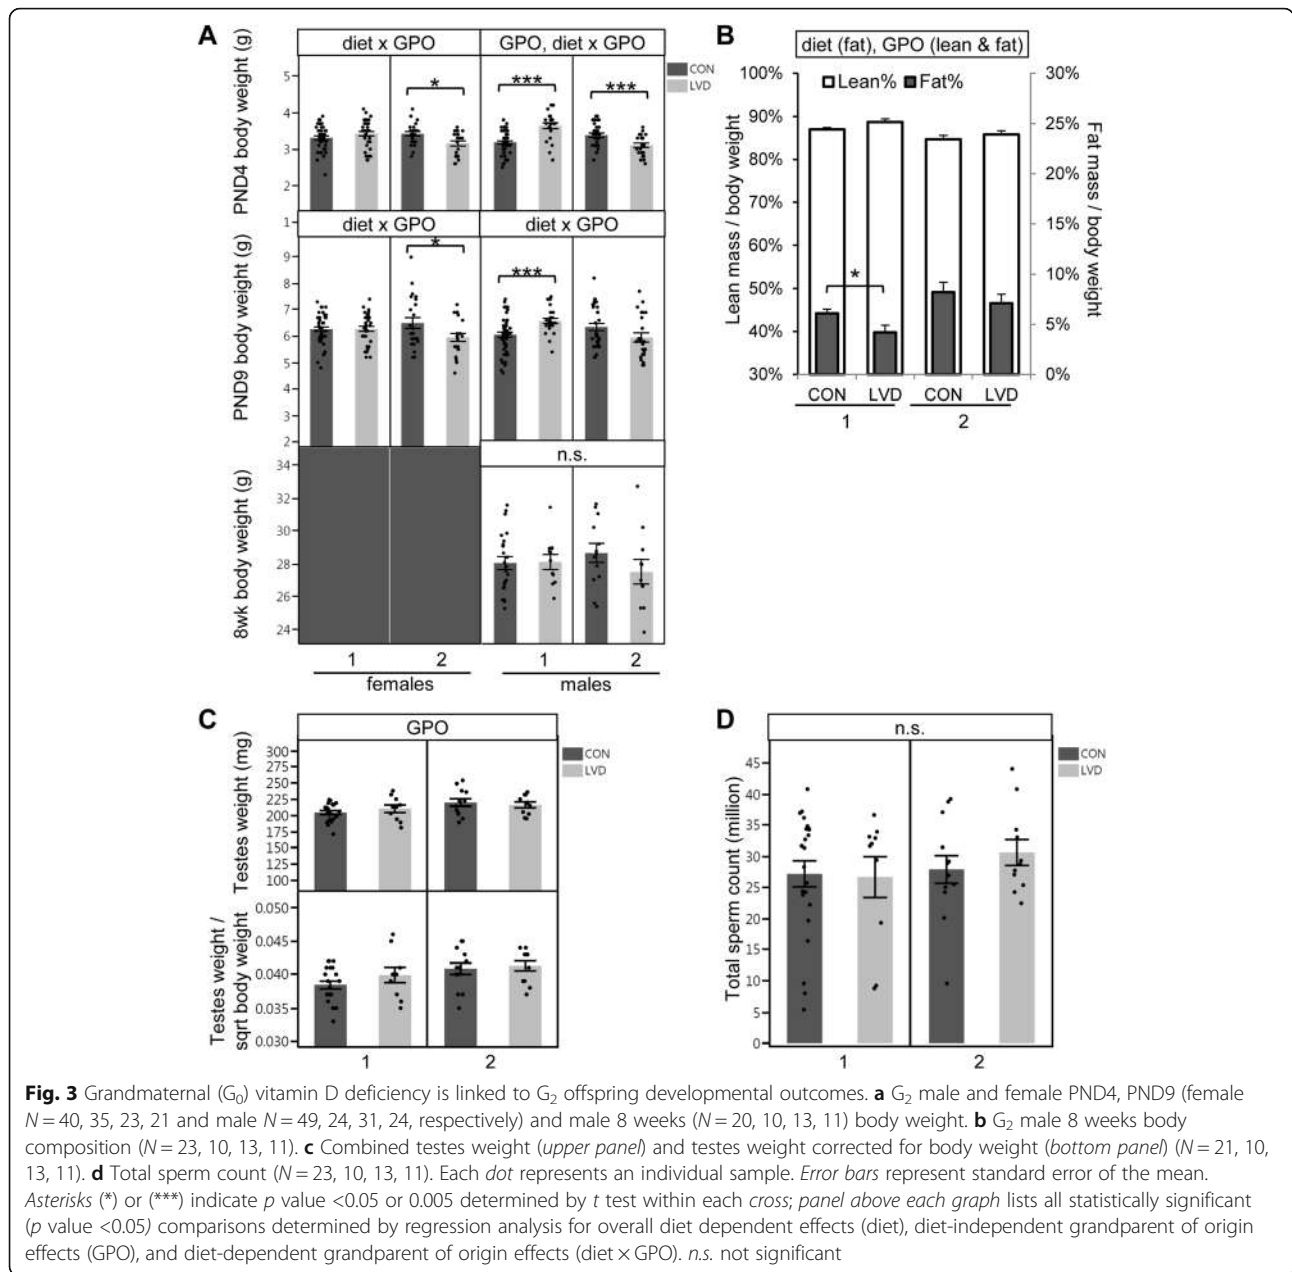 A
diet x GPO
GPO, diet x GPO
CON
LVD
PND4 body weight (g)
5
4
3
2
1
*
***
***
diet x GPO
diet x GPO
PND9 body weight (g)
9
8
7
6
5
4
3
2
*
***
n.s.
8wk body weight (g)
34
32
30
28
26
24
1
2
1
2
females
males
B
diet (fat), GPO (lean & fat)
Lean%
Fat%
Lean mass / body weight
100%
90%
80%
70%
60%
50%
40%
30%
Fat mass / body weight
30%
25%
20%
15%
10%
5%
0%
*
CON
LVD
CON
LVD
1
2
C
GPO
CON
LVD
Testes weight (mg)
300
275
250
225
200
175
150
125
100
Testes weight /
sqrt body weight
0.050
0.045
0.040
0.035
0.030
1
2
D
n.s.
CON
LVD
Total sperm count (million)
45
40
35
30
25
20
15
10
5
0
1
2
Fig. 3 Grandmaternal (G0) vitamin D deficiency is linked to G2 offspring developmental outcomes. a G2 male and female PND4, PND9 (female
N = 40, 35, 23, 21 and male N = 49, 24, 31, 24, respectively) and male 8 weeks (N = 20, 10, 13, 11) body weight. b G2 male 8 weeks body
composition (N = 23, 10, 13, 11). c Combined testes weight (upper panel) and testes weight corrected for body weight (bottom panel) (N = 21, 10,
13, 11). d Total sperm count (N = 23, 10, 13, 11). Each dot represents an individual sample. Error bars represent standard error of the mean.
Asterisks (*) or (***) indicate p value <0.05 or 0.005 determined by t test within each cross; panel above each graph lists all statistically significant
(p value <0.05) comparisons determined by regression analysis for overall diet dependent effects (diet), diet-independent grandparent of origin
effects (GPO), and diet-dependent grandparent of origin effects (diet × GPO). n.s. not significant